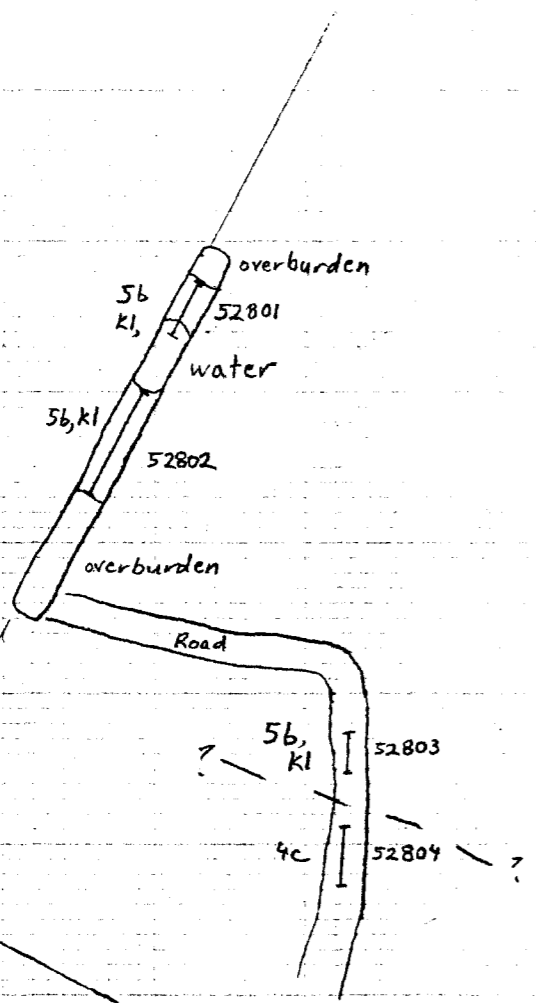 overburden
5b
kl,
52801
water
5b, kl
52802
overburden
Road
5b,
kl
52803
?
4c
52804
?